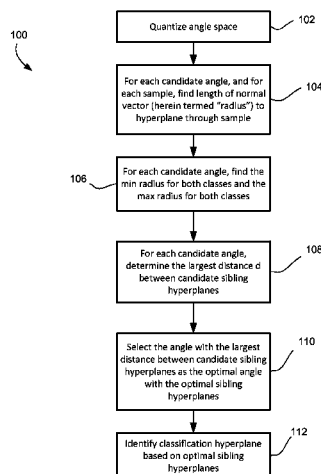 100
Quantize angle space
102
For each candidate angle, and for
each sample, find length of normal
vector (herein termed "radius") to
hyperplane through sample
104
For each candidate angle, find the
min radius for both classes and the
max radius for both classes
106
For each candidate angle,
determine the largest distance d
between candidate sibling
hyperplanes
108
Select the angle with the largest
distance between candidate sibling
hyperplanes as the optimal angle
with the optimal sibling
hyperplanes
110
Identify classification hyperplane
based on optimal sibling
hyperplanes
112